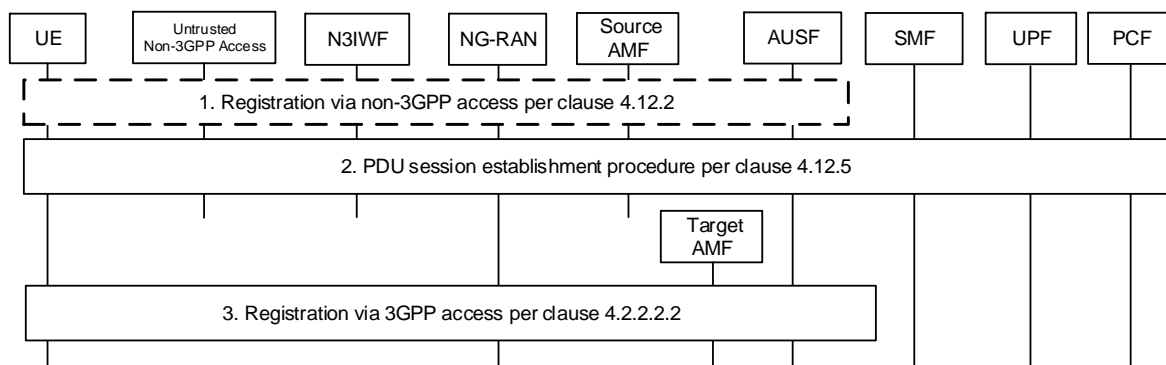 UE
Untrusted
Non-3GPP Access
N3IWF
NG-RAN
Source
AMF
AUSF
SMF
UPF
PCF
1. Registration via non-3GPP access per clause 4.12.2
2. PDU session establishment procedure per clause 4.12.5
Target
AMF
3. Registration via 3GPP access per clause 4.2.2.2.2